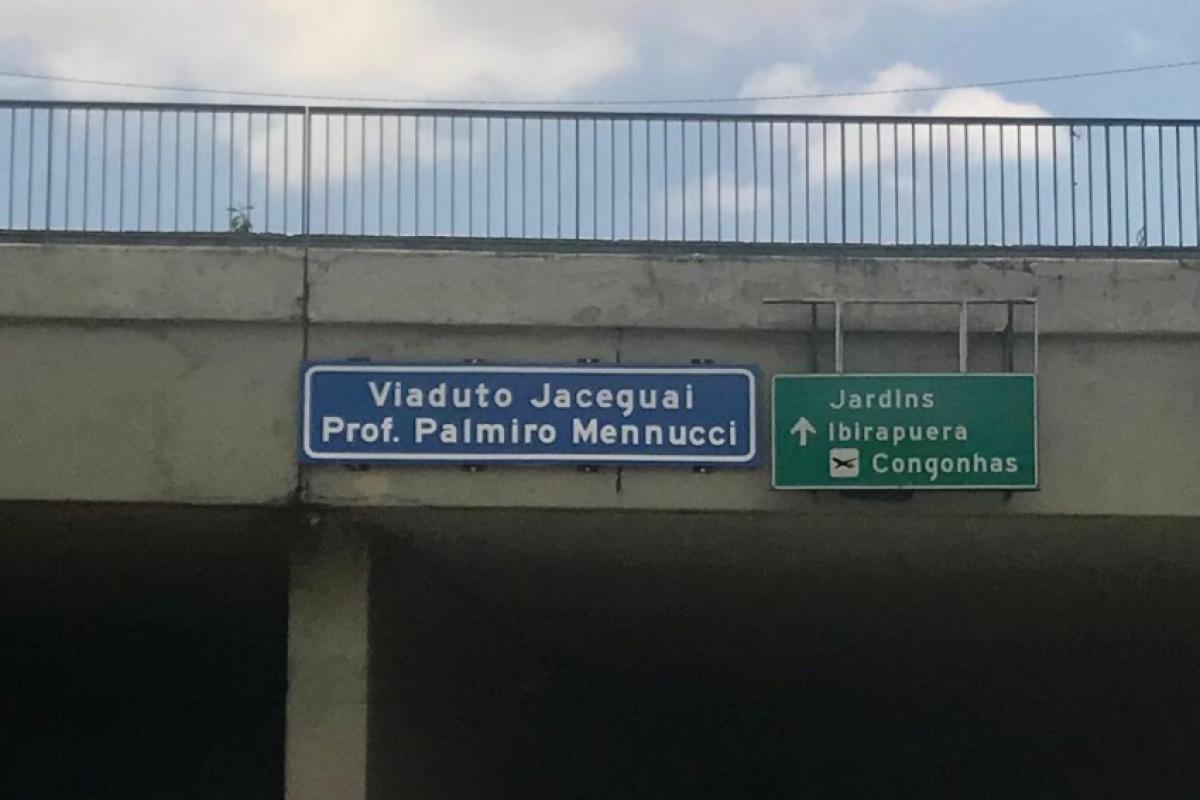 Viaduto Jaceguai
Prof. Palmiro Mennucci
Jardins
Ibirapuera
Congonhas